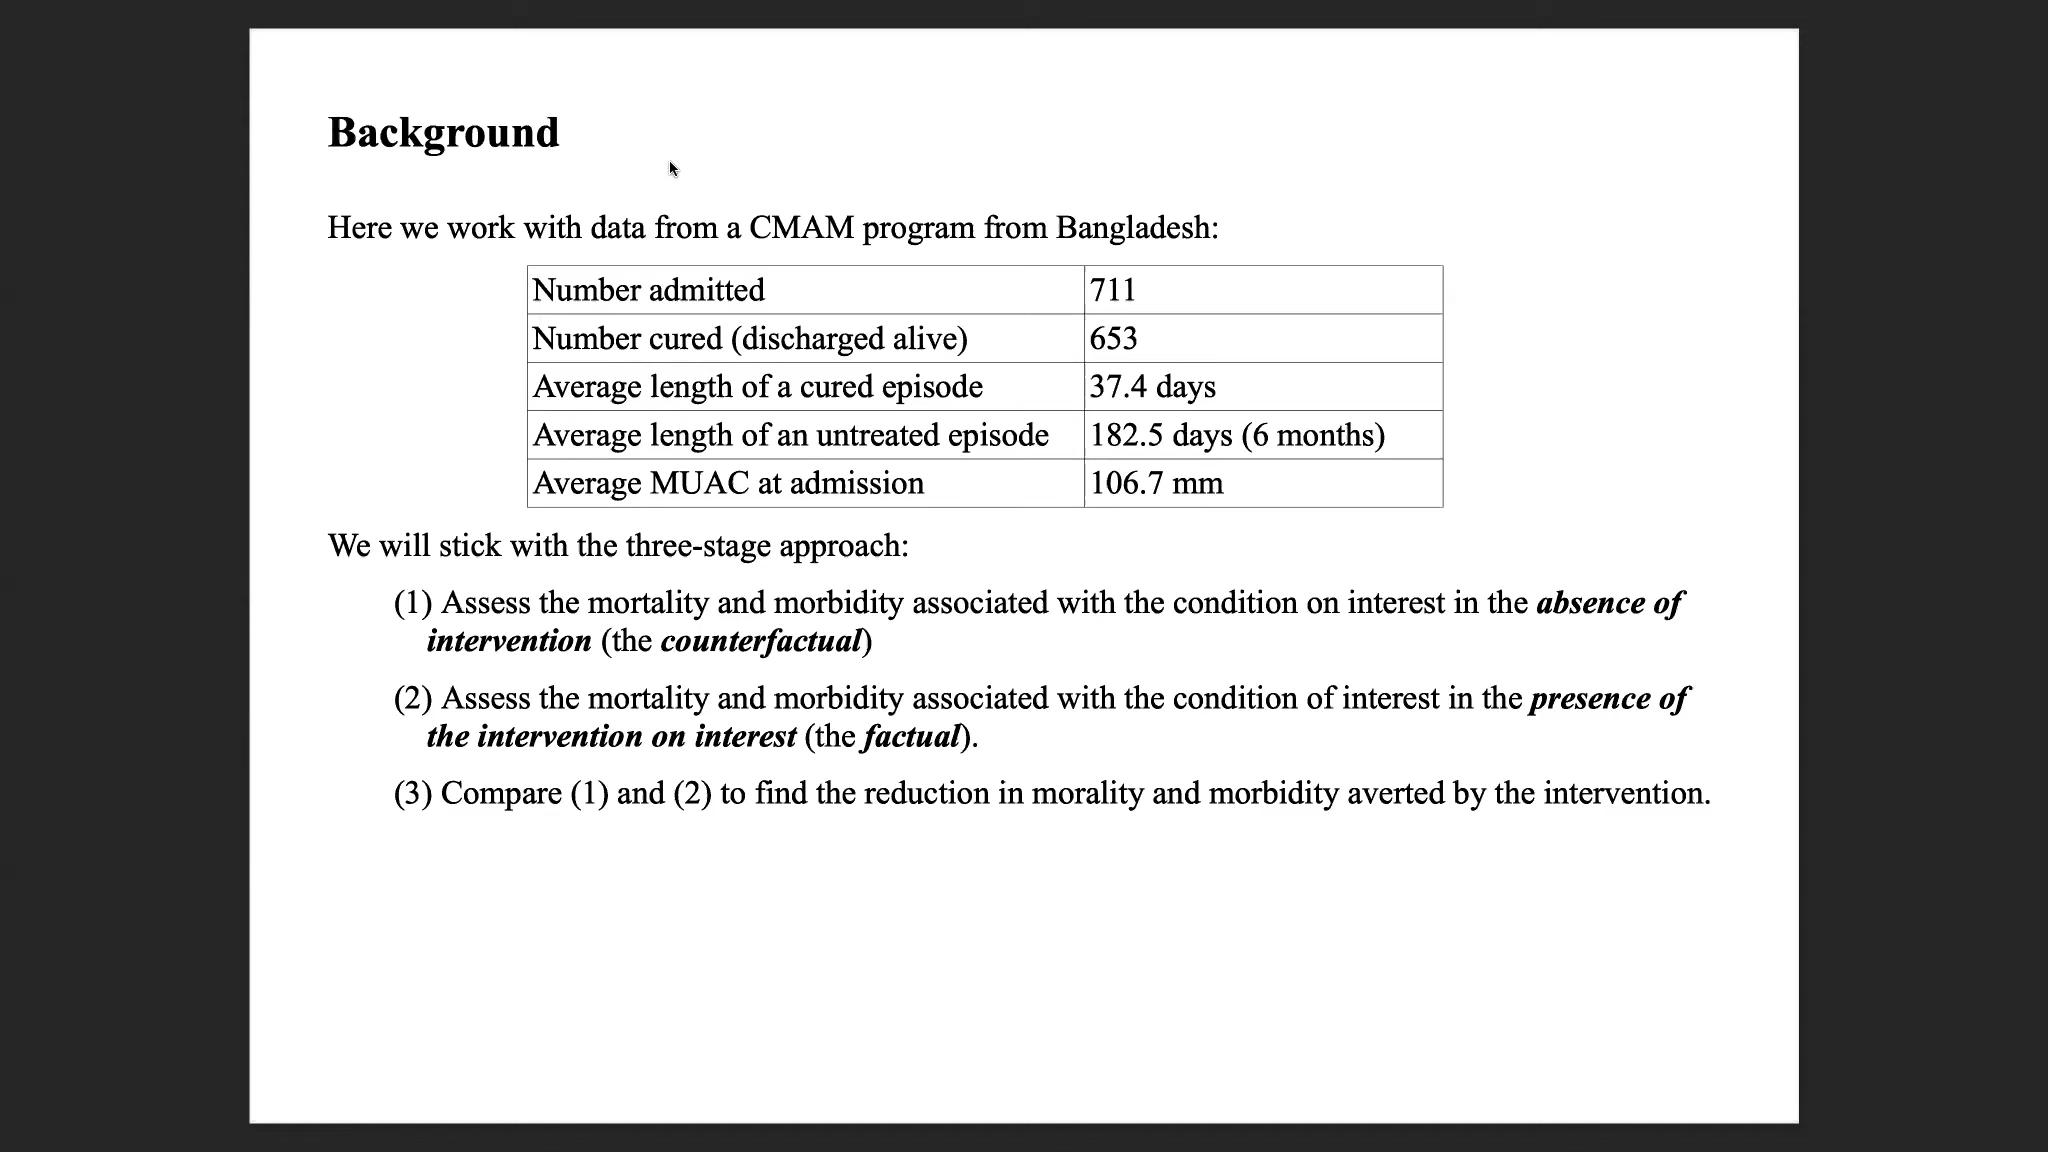 Background
Here we work with data from a CMAM program from Bangladesh:
Number admitted 711
Number cured (discharged alive) 653
Average length of a cured episode 37.4 days
Average length of an untreated episode 182.5 days (6 months)
Average MUAC at admission 106.7 mm
We will stick with the three-stage approach:
(1) Assess the mortality and morbidity associated with the condition on interest in the absence of
intervention (the counterfactual)
(2) Assess the mortality and morbidity associated with the condition of interest in the presence of
the intervention on interest (the factual).
(3) Compare (1) and (2) to find the reduction in morality and morbidity averted by the intervention.